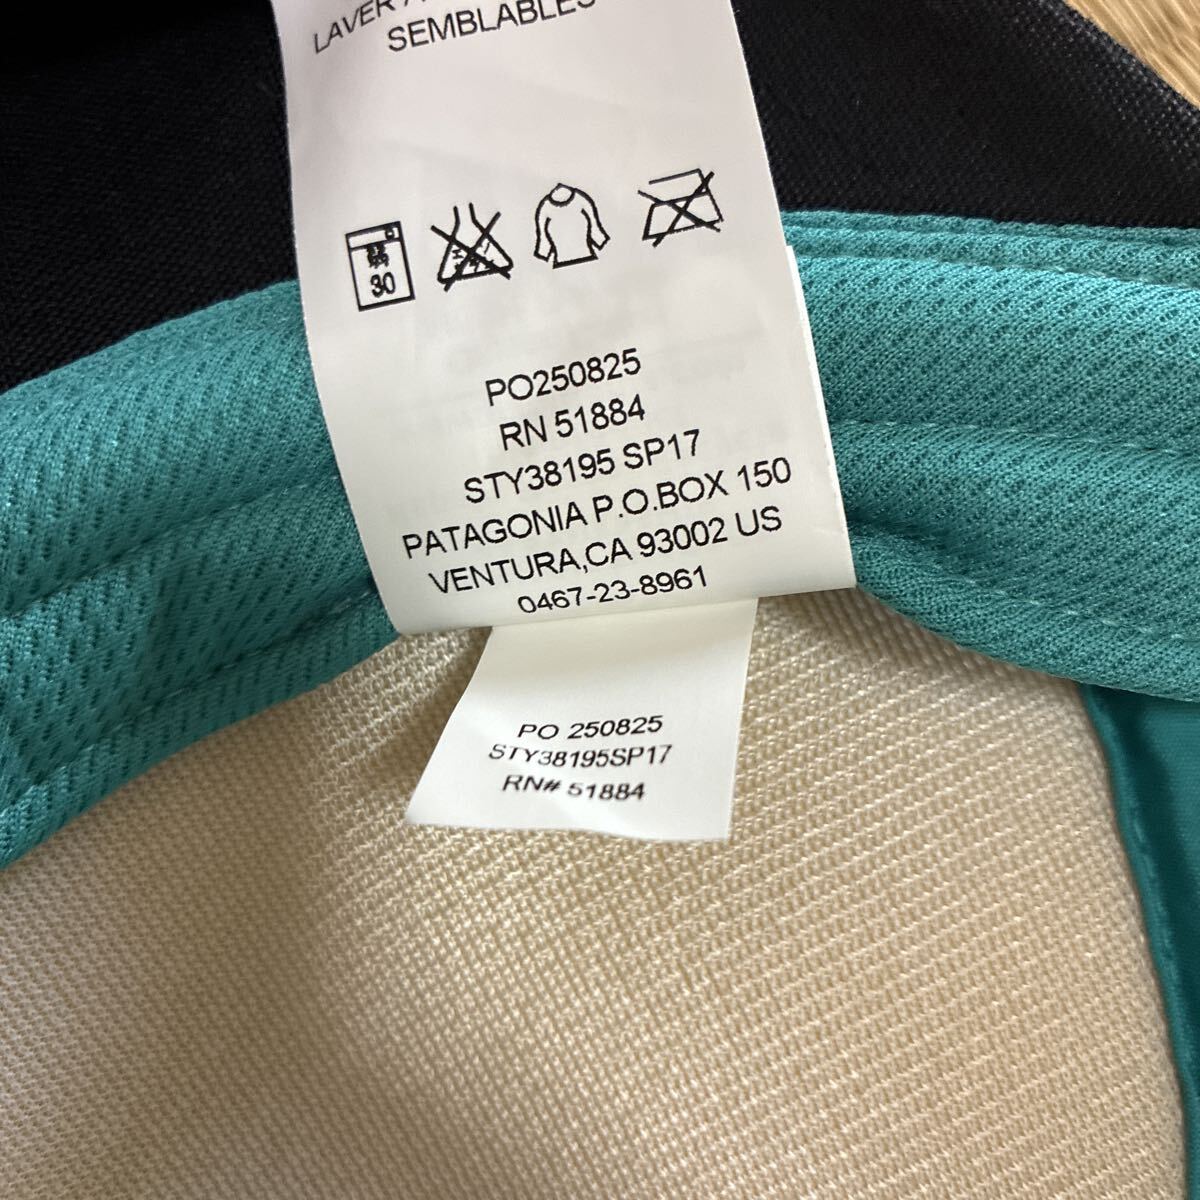 LAVER
SEMBLABLES
弱
30
PO250825
RN 51884
STY38195 SP17
PATAGONIA P.O.BOX 150
VENTURA,CA 93002 US
0467-23-8961
PO 250825
STY38195SP17
RN# 51884